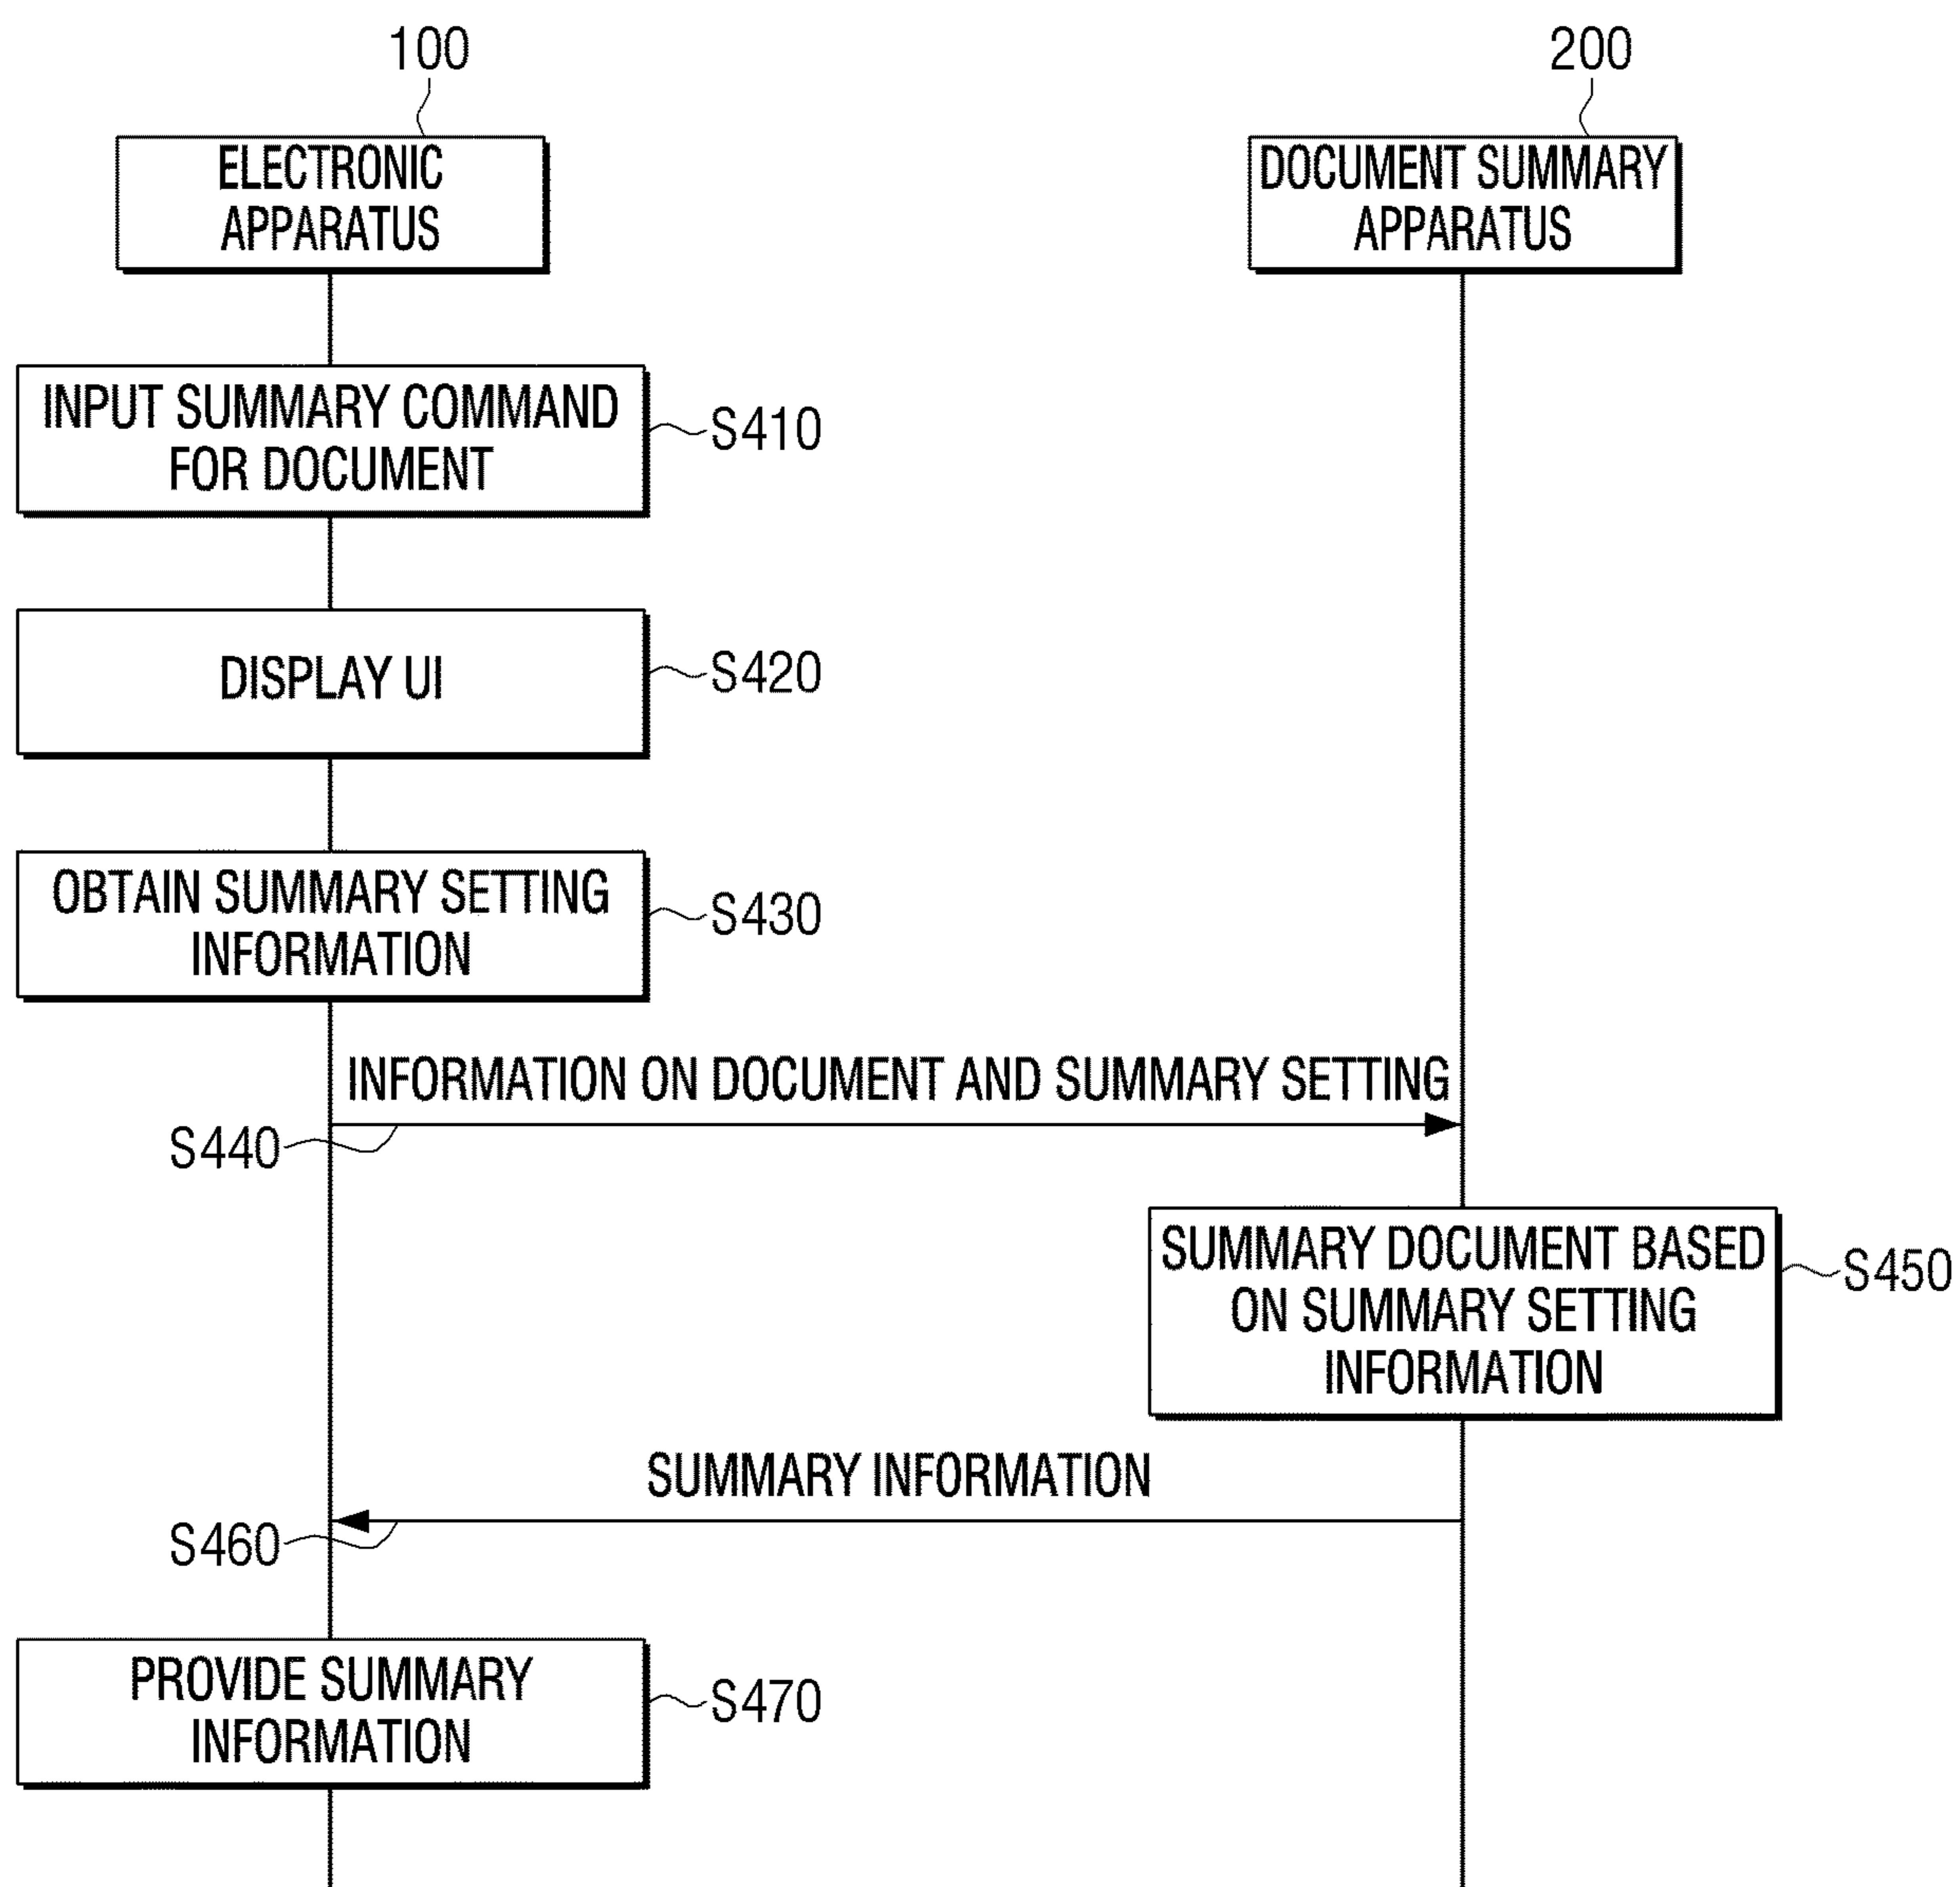 100
200
ELECTRONIC
APPARATUS
DOCUMENT SUMMARY
APPARATUS
INPUT SUMMARY COMMAND
FOR DOCUMENT
S410
DISPLAY UI
S420
OBTAIN SUMMARY SETTING
INFORMATION
S430
INFORMATION ON DOCUMENT AND SUMMARY SETTING
S440
SUMMARY DOCUMENT BASED
ON SUMMARY SETTING
INFORMATION
S450
SUMMARY INFORMATION
S460
PROVIDE SUMMARY
INFORMATION
S470